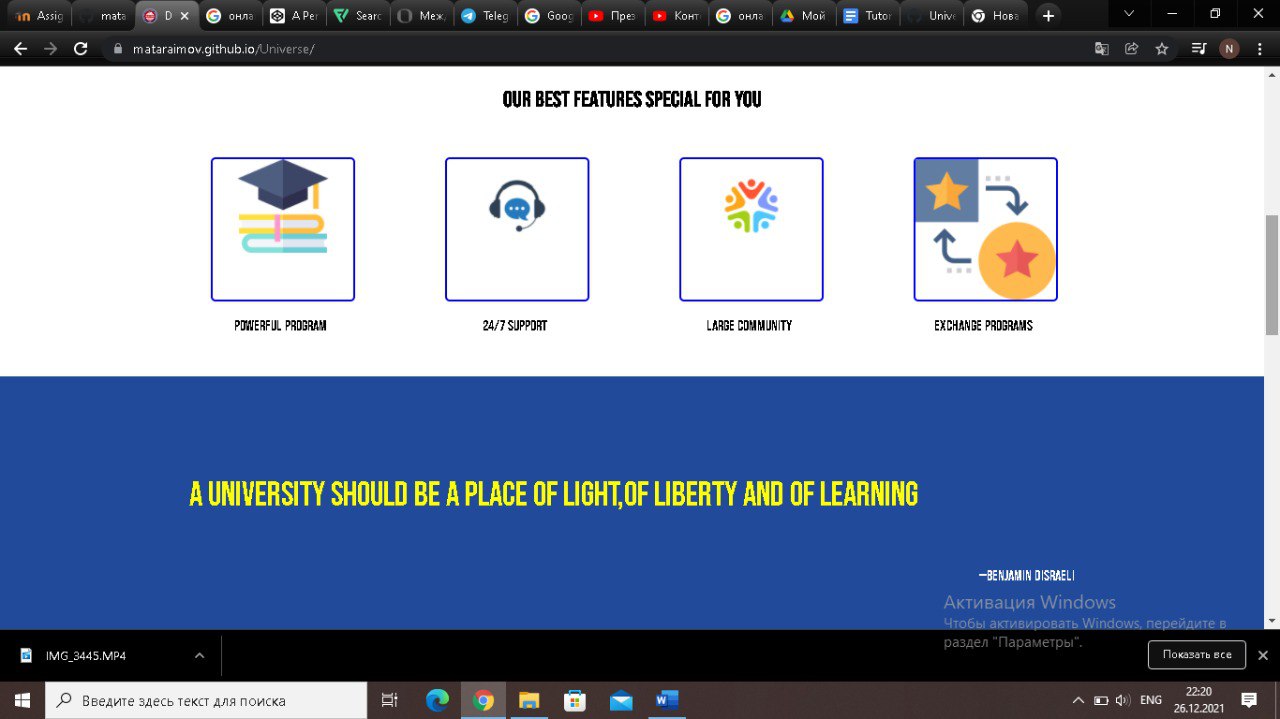 Assig
mata
D
онла
A Per
Searc
Меж,
Teleg
Goog
През
Конт
онла
Мой
Tutor
Unive
Нова
mataraimov.github.io/Universe/
N
OUR BEST FEATURES SPECIAL FOR YOU
POWERFUL PROGRAM
24/7 SUPPORT
LARGE COMMUNITY
EXCHANGE PROGRAMS
A UNIVERSITY SHOULD BE A PLACE OF LIGHT,OF LIBERTY AND OF LEARNING
—BENJAMIN DISRAELI
Активация Windows
Чтобы активировать Windows, перейдите в
раздел "Параметры".
IMG_3445.MP4
Показать все
Введите здесь текст для поиска
ENG
22:20
26.12.2021